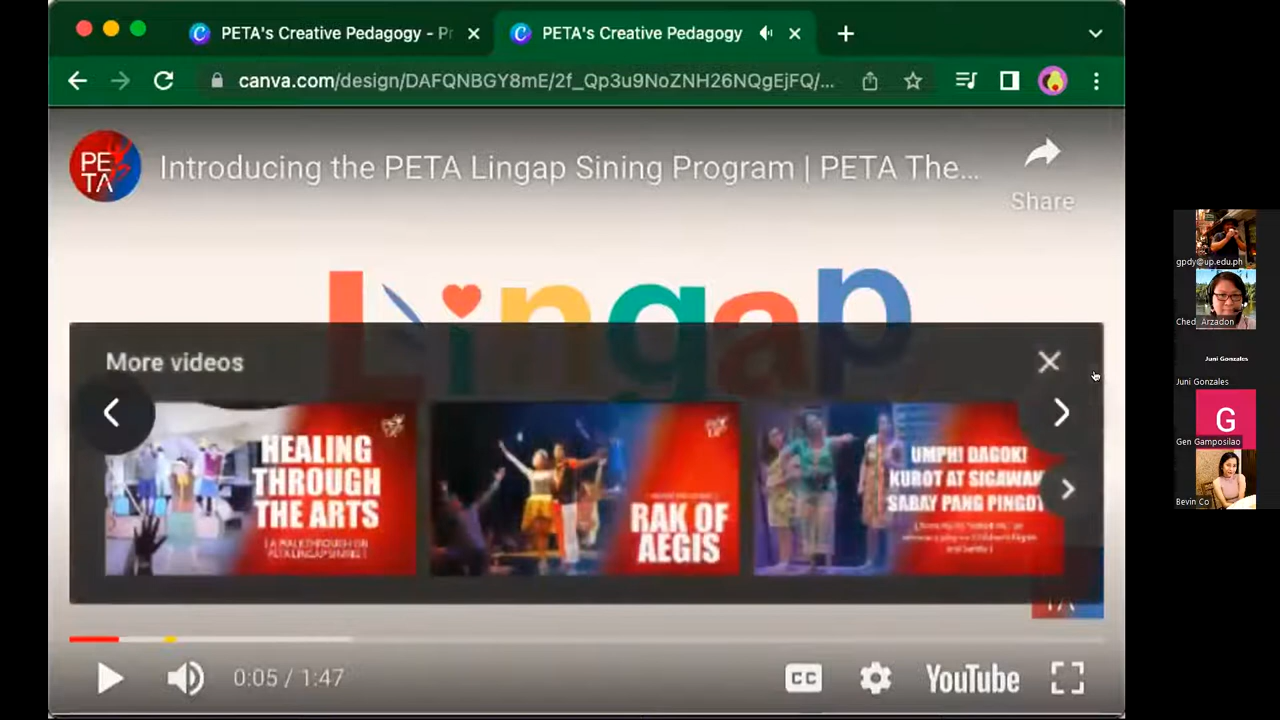 PETA's Creative Pedagogy - Pr
PETA's Creative Pedagogy
canva.com/design/DAFQNBGY8mE/2f_Qp3u9NoZNH26NQgEjFQ/...
PE
TA
Introducing the PETA Lingap Sining Program | PETA The...
Share
Lingap
More videos
HEALING
THROUGH
THE ARTS
RAK OF
AEGIS
UMPH! DAGOK!
KUROT AT SIGAWAN
SABAY PANG PINGOT
0:05 / 1:47
CC
YouTube
gpdy@up.edu.ph
Ched Arzadon
Juni Gonzales
Juni Gonzales
G
Gen Gamposilao
Bevin Co